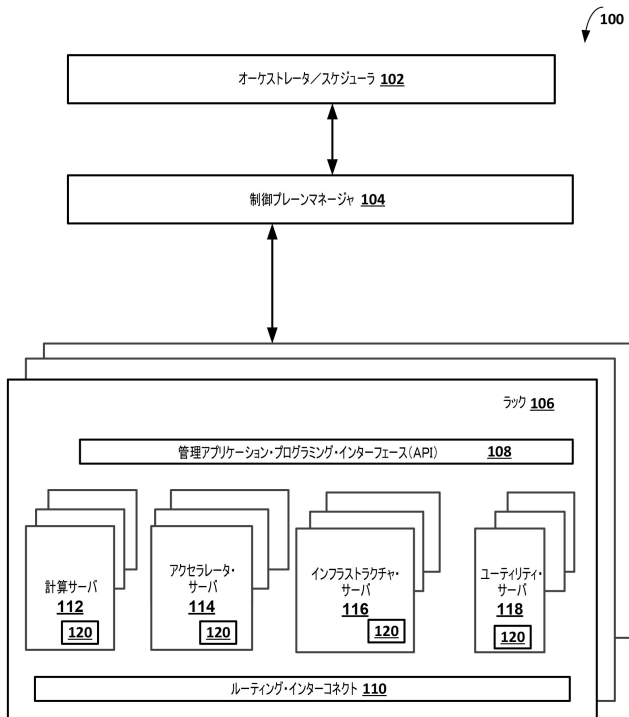 100
オーケストレータ／スケジューラ 102
制御プレーンマネージャ 104
ラック 106
管理アプリケーション・プログラミング・インターフェース(API) 108
計算サーバ
112
120
アクセラレータ・
サーバ
114
120
インフラストラクチャ・
サーバ
116
120
ユーティリティ・
サーバ
118
120
ルーティング・インターコネクト 110